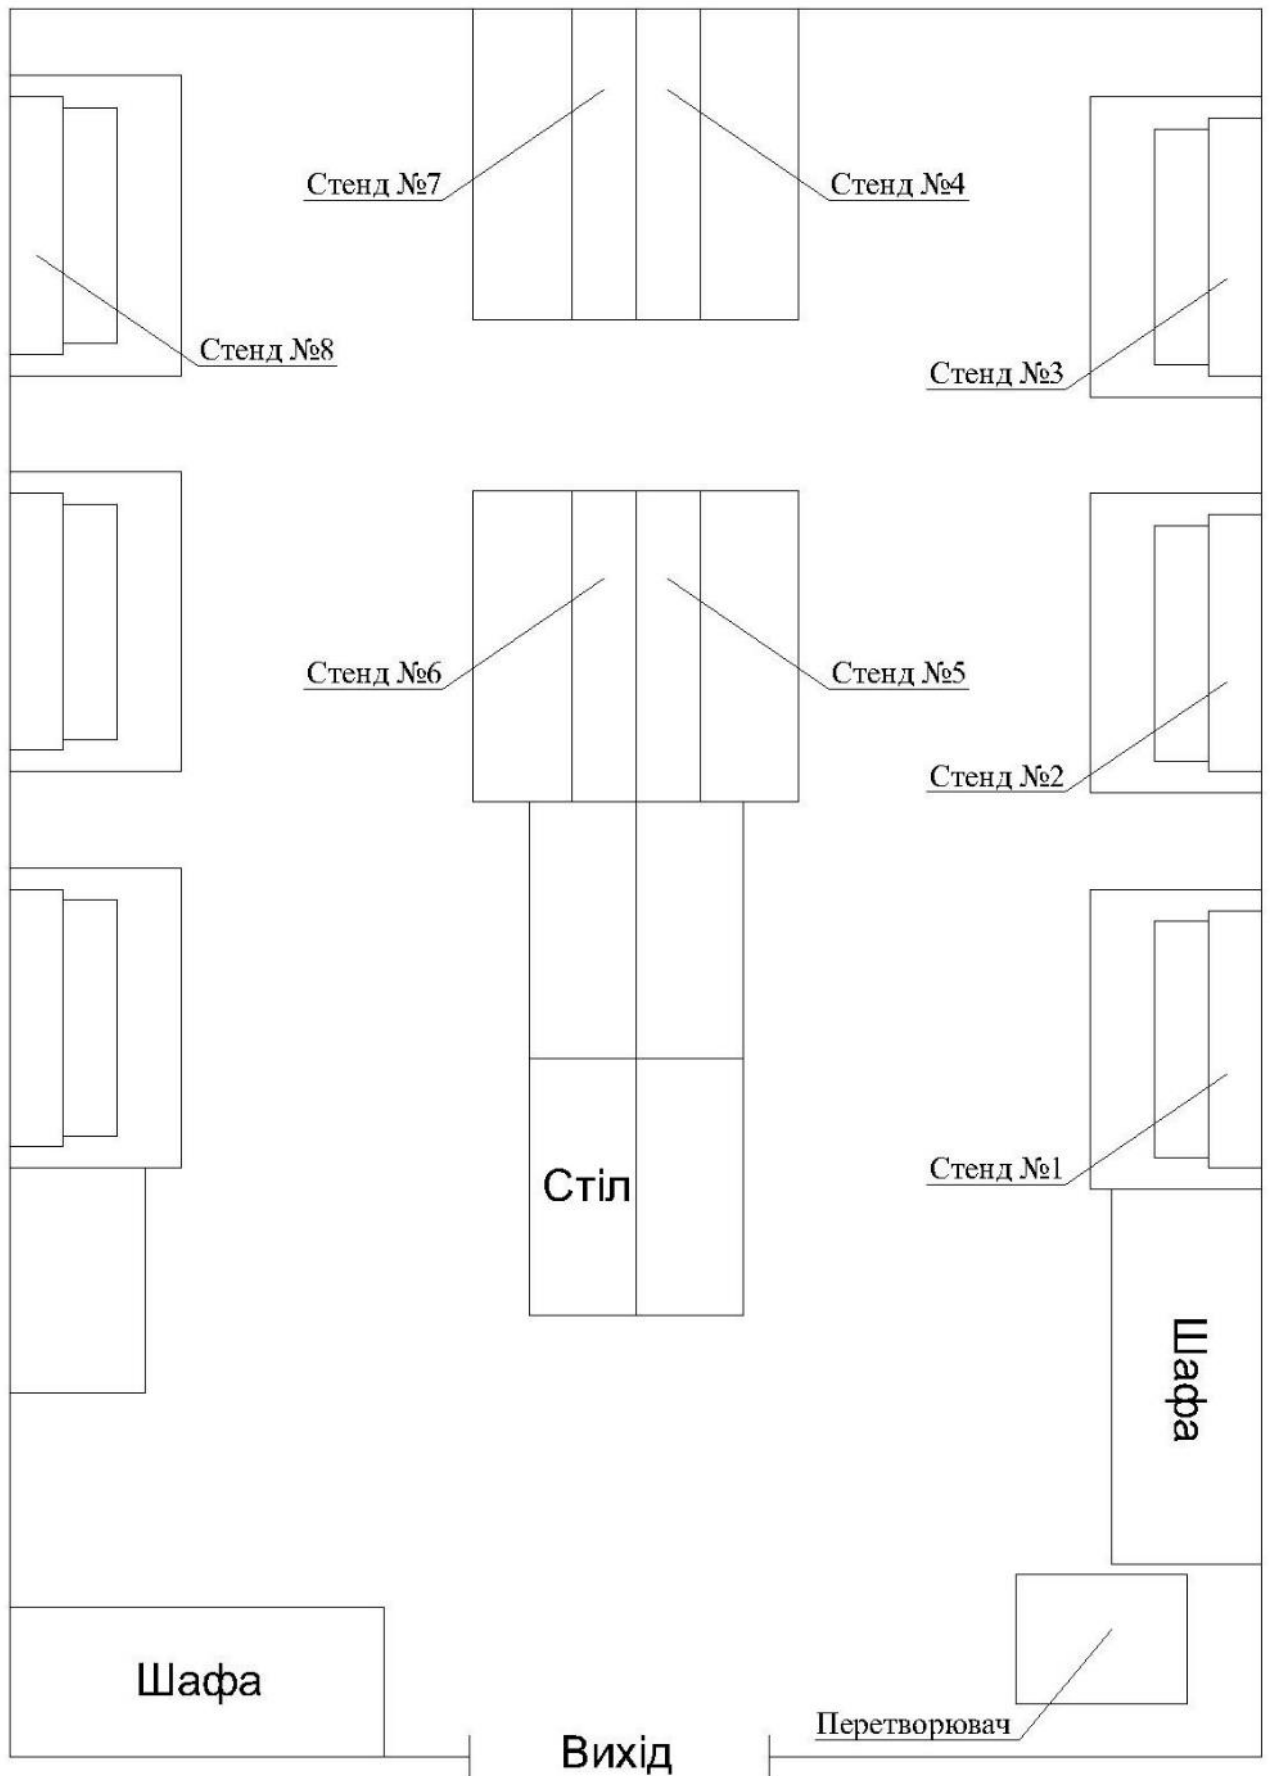 Стенд №7
Стенд №4
Стенд №8
Стенд №3
Стенд №6
Стенд №5
Стенд №2
Стенд №1
Стіл
Шафа
Шафа
Перетворювач
Вихід